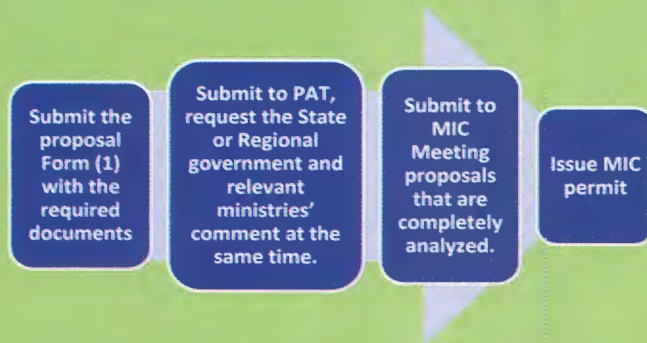 Submit the
proposal
Form (1)
with the
required
documents
Submit to PAT,
request the State
or Regional
government and
relevant
ministries'
comment at the
same time.
Submit to
MIC
Meeting
proposals
that are
completely
analyzed.
Issue MIC
permit